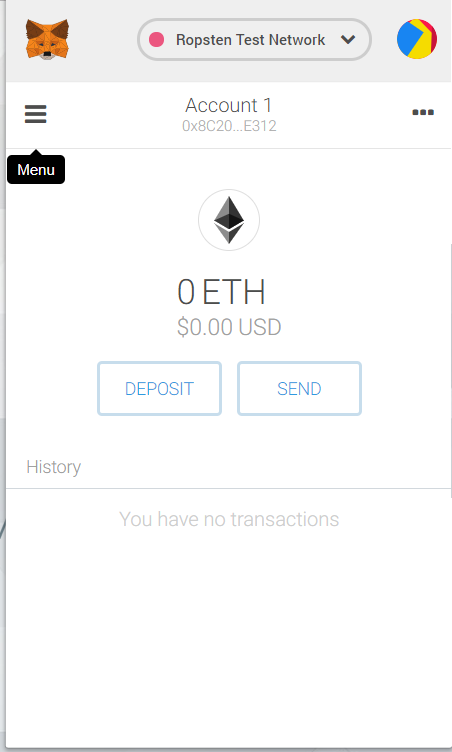 Ropsten Test Network
Account 1
0x8C20...E312
Menu
0 ETH
$0.00 USD
DEPOSIT
SEND
History
You have no transactions